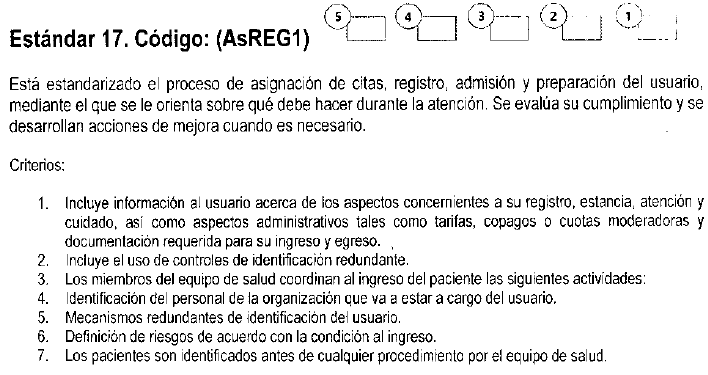 5 4 3 2 1
Estándar 17. Código: (AsREG1)
Está estandarizado el proceso de asignación de citas, registro, admisión y preparación del usuario,
mediante el que se le orienta sobre qué debe hacer durante la atención. Se evalúa su cumplimiento y se
desarrollan acciones de mejora cuando es necesario.
Criterios:
1. Incluye información al usuario acerca de los aspectos concernientes a su registro, estancia, atención y
cuidado, así como aspectos administrativos tales como tarifas, copagos o cuotas moderadoras y
documentación requerida para su ingreso y egreso.
2. Incluye el uso de controles de identificación redundante.
3. Los miembros del equipo de salud coordinan al ingreso del paciente las siguientes actividades:
4. Identificación del personal de la organización que va a estar a cargo del usuario.
5. Mecanismos redundantes de identificación del usuario.
6. Definición de riesgos de acuerdo con la condición al ingreso.
7. Los pacientes son identificados antes de cualquier procedimiento por el equipo de salud.